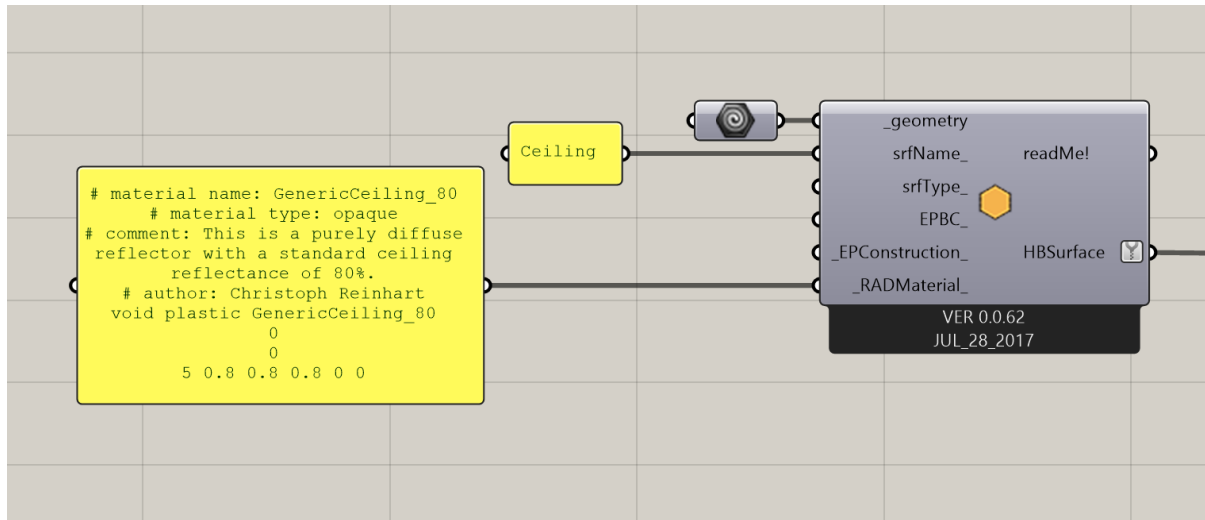 Ceiling
# material name: GenericCeiling_80
# material type: opaque
# comment: This is a purely diffuse
reflector with a standard ceiling
reflectance of 80%.
# author: Christoph Reinhart
void plastic GenericCeiling_80
0
0
5 0.8 0.8 0.8 0 0
_geometry
srfName_
readMe!
srfType_
EPBC_
_EPConstruction_
HBSurface
_RADMaterial_
VER 0.0.62
JUL_28_2017